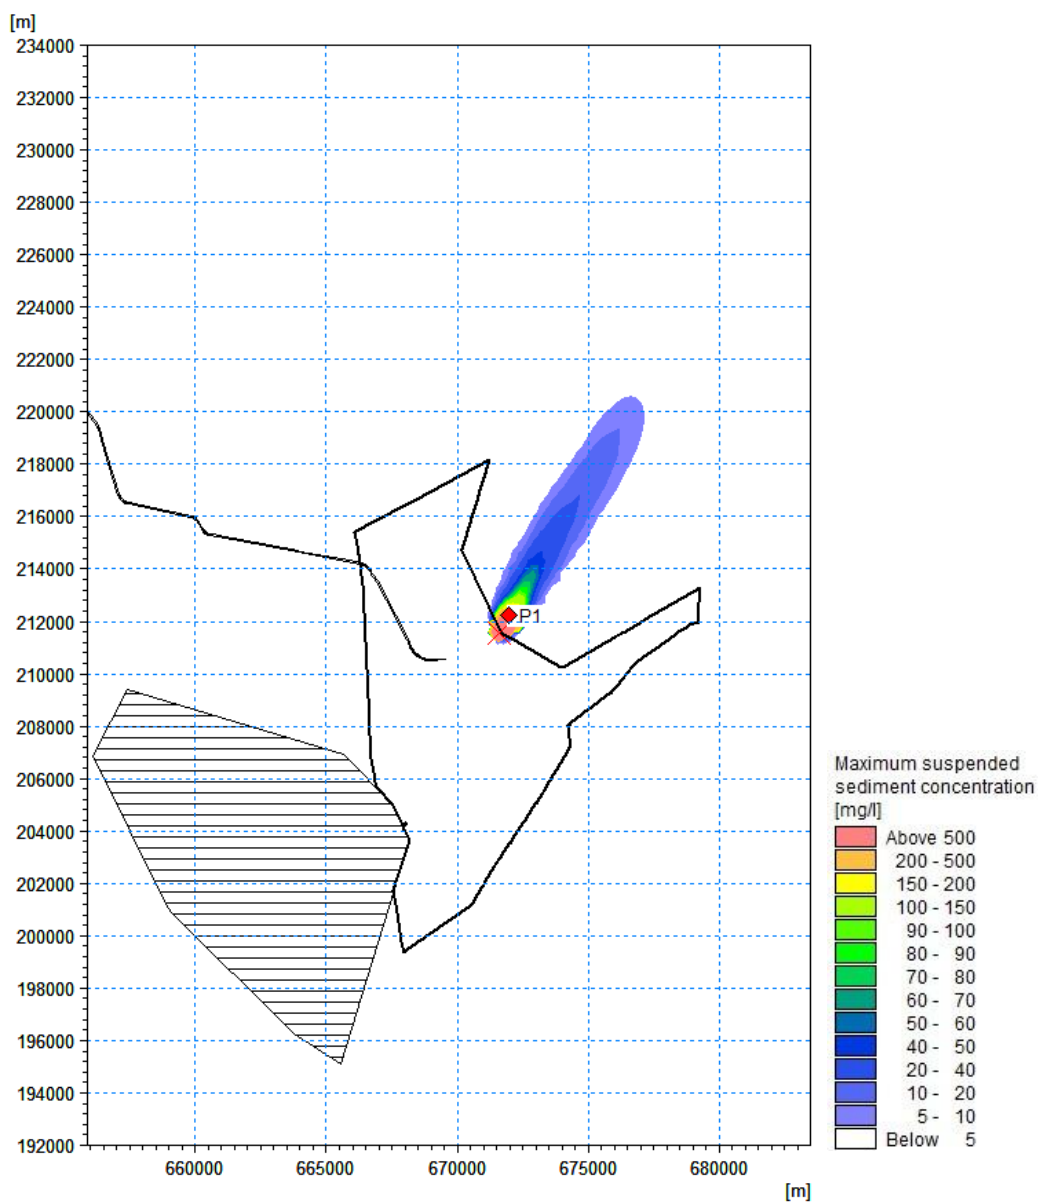 [m]
234000
232000
230000
228000
226000
224000
222000
220000
218000
216000
214000
212000
210000
208000
206000
204000
202000
200000
198000
196000
194000
192000
P1
660000 665000 670000 675000 680000
[m]
Maximum suspended
sediment concentration
[mg/l]
Above 500
200 - 500
150 - 200
100 - 150
90 - 100
80 - 90
70 - 80
60 - 70
50 - 60
40 - 50
20 - 40
10 - 20
5 - 10
Below 5